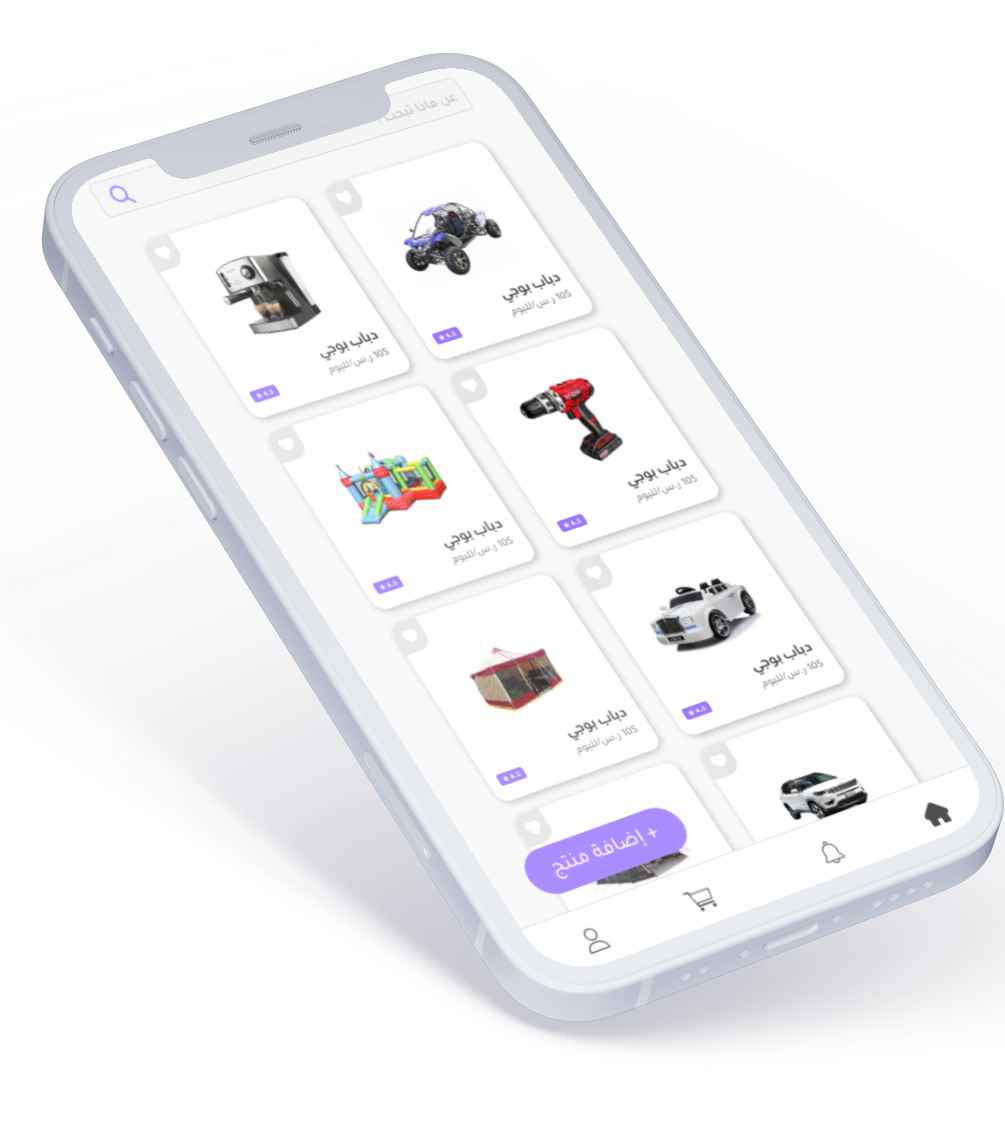 عن ماذا تبحث ؟
دباب بوجي
105 ر.س/لليوم
★ 4.5
دباب بوجي
105 ر.س/لليوم
★ 4.5
دباب بوجي
105 ر.س/لليوم
★ 4.5
دباب بوجي
105 ر.س/لليوم
★ 4.5
دباب بوجي
105 ر.س/لليوم
★ 4.5
دباب بوجي
105 ر.س/لليوم
★ 4.5
+ إضافة منتج